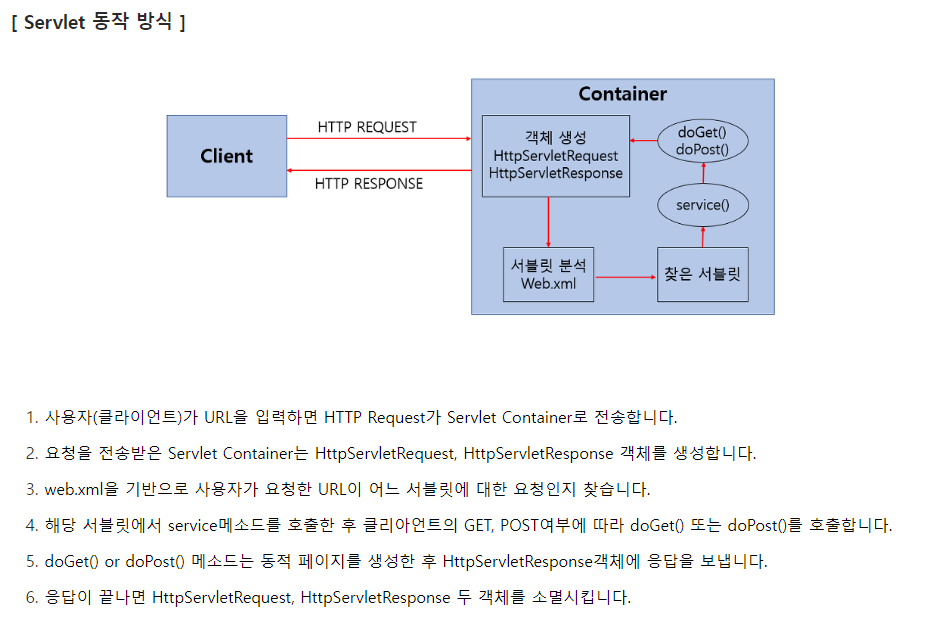 [ Servlet 동작 방식 ]
Container
HTTP REQUEST
Client
HTTP RESPONSE
객체 생성
HttpServletRequest
HttpServletResponse
doGet()
doPost()
service()
서블릿 분석
Web.xml
찾은 서블릿
1. 사용자(클라이언트)가 URL을 입력하면 HTTP Request가 Servlet Container로 전송합니다.
2. 요청을 전송받은 Servlet Container는 HttpServletRequest, HttpServletResponse 객체를 생성합니다.
3. web.xml을 기반으로 사용자가 요청한 URL이 어느 서블릿에 대한 요청인지 찾습니다.
4. 해당 서블릿에서 service메소드를 호출한 후 클리아언트의 GET, POST여부에 따라 doGet() 또는 doPost()를 호출합니다.
5. doGet() or doPost() 메소드는 동적 페이지를 생성한 후 HttpServletResponse객체에 응답을 보냅니다.
6. 응답이 끝나면 HttpServletRequest, HttpServletResponse 두 객체를 소멸시킵니다.